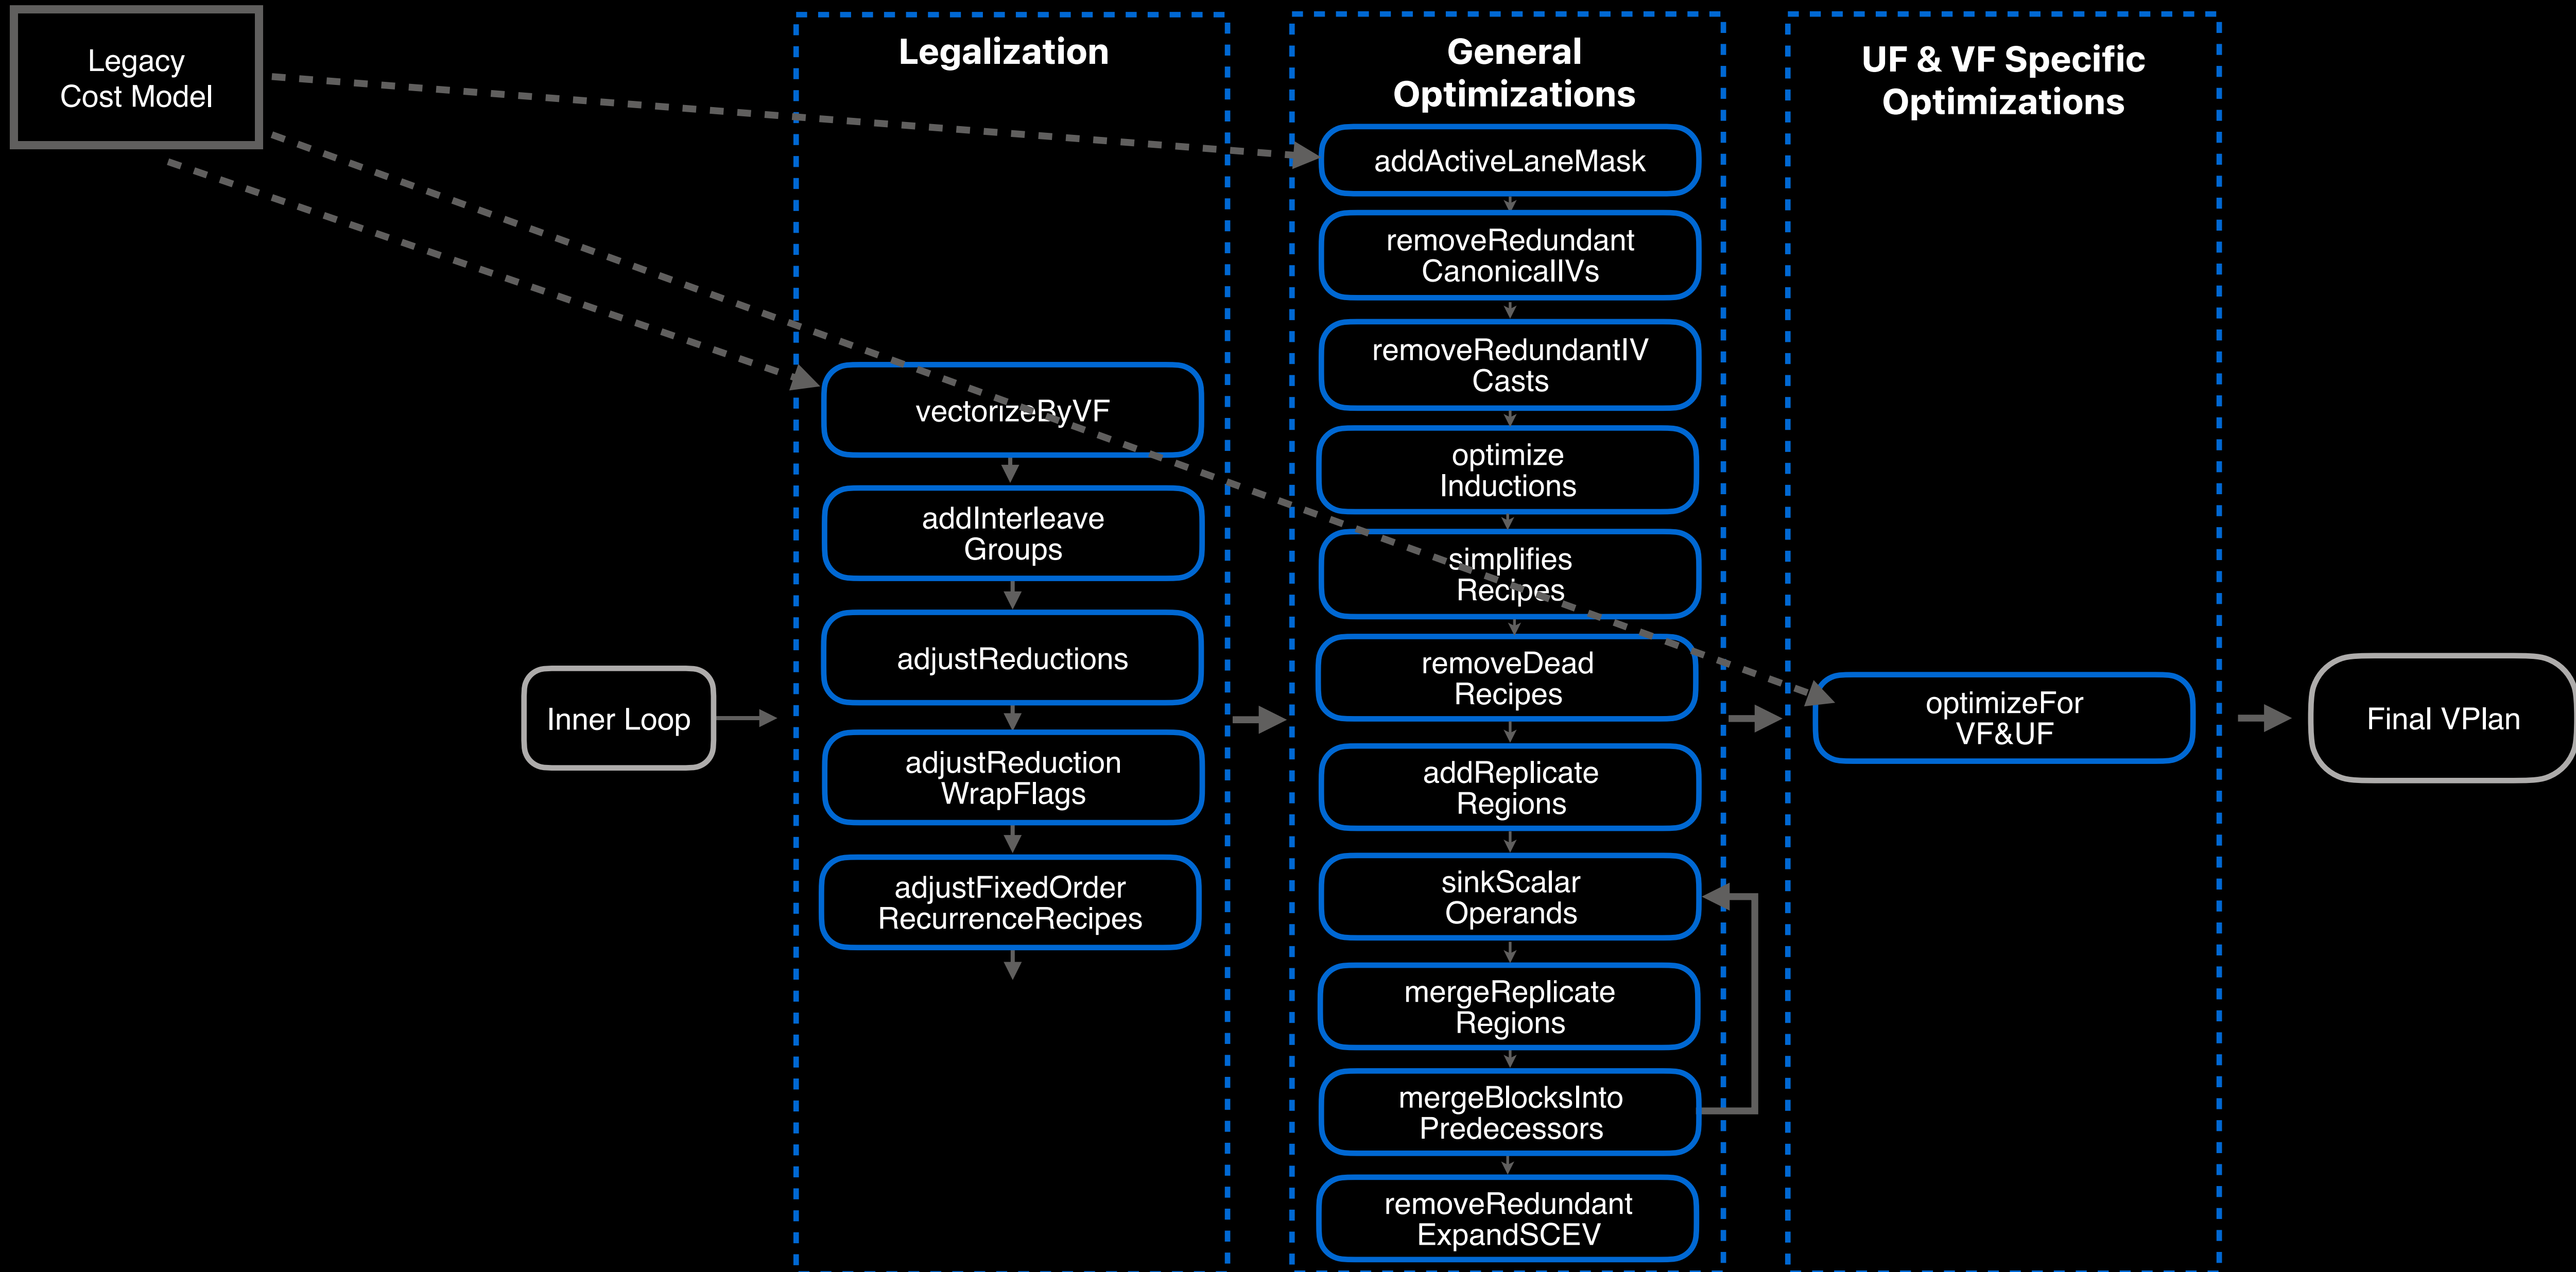 Legacy
Cost Model
Inner Loop
Legalization
vectorizeByVF
addInterleave
Groups
adjustReductions
adjustReduction
WrapFlags
adjustFixedOrder
RecurrenceRecipes
General
Optimizations
addActiveLaneMask
removeRedundant
CanonicalIVs
removeRedundantIV
Casts
optimize
Inductions
simplifies
Recipes
removeDead
Recipes
addReplicate
Regions
sinkScalar
Operands
mergeReplicate
Regions
mergeBlocksInto
Predecessors
removeRedundant
ExpandSCEV
UF & VF Specific
Optimizations
optimizeFor
VF&UF
Final VPlan